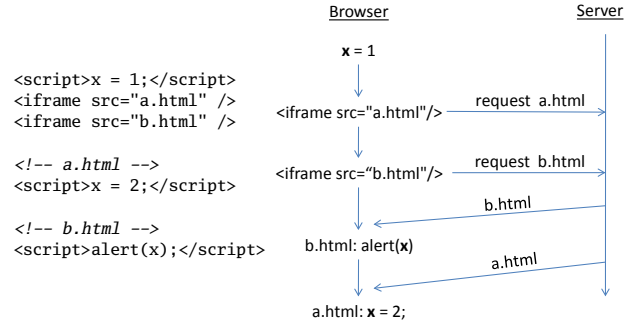 <script>x = 1;</script>
<iframe src="a.html" />
<iframe src="b.html" />
<!-- a.html -->
<script>x = 2;</script>
<!-- b.html -->
<script>alert(x);</script>
Browser
Server
x = 1
<iframe src="a.html"/>
request a.html
<iframe src=“b.html"/>
request b.html
b.html
b.html: alert(x)
a.html
a.html: x = 2;